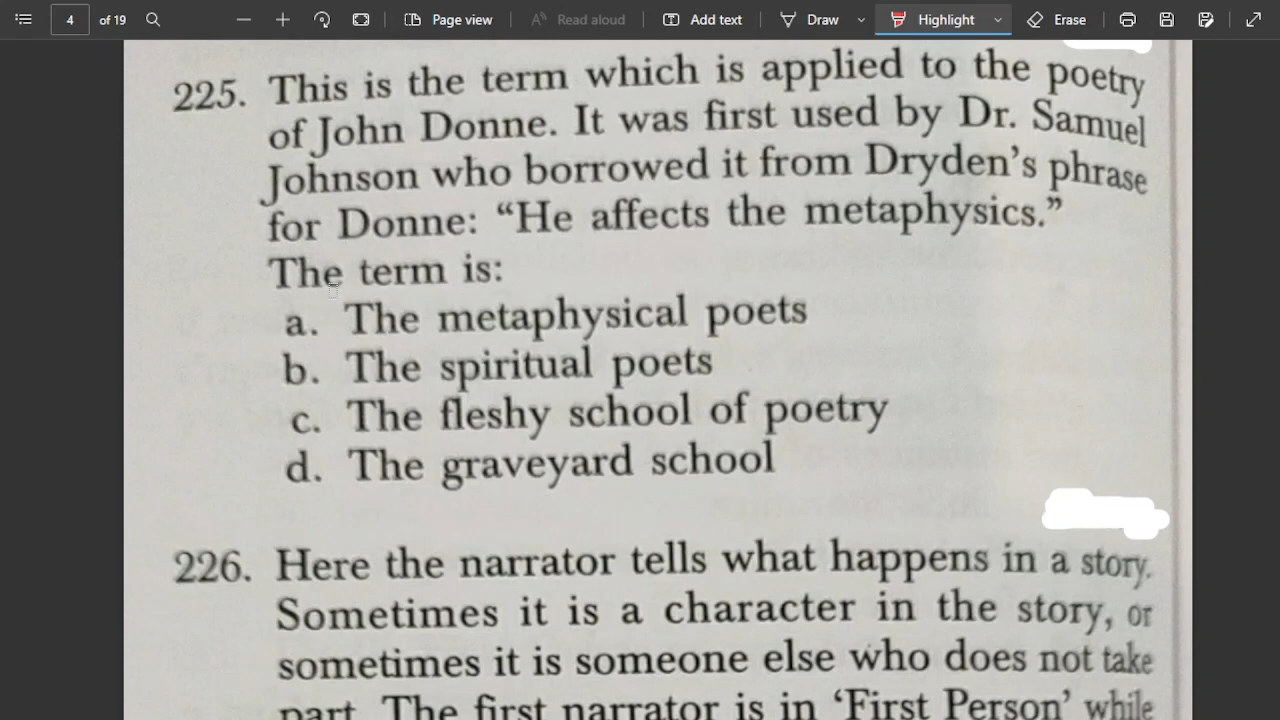 4 of 19 Page view Read aloud Add text Draw Highlight Erase
225. This is the term which is applied to the poetry
of John Donne. It was first used by Dr. Samuel
Johnson who borrowed it from Dryden's phrase
for Donne: “He affects the metaphysics.”
The term is:
a. The metaphysical poets
b. The spiritual poets
c. The fleshy school of poetry
d. The graveyard school
226. Here the narrator tells what happens in a story.
Sometimes it is a character in the story, or
sometimes it is someone else who does not take
part. The first narrator is in ‘First Person’ while